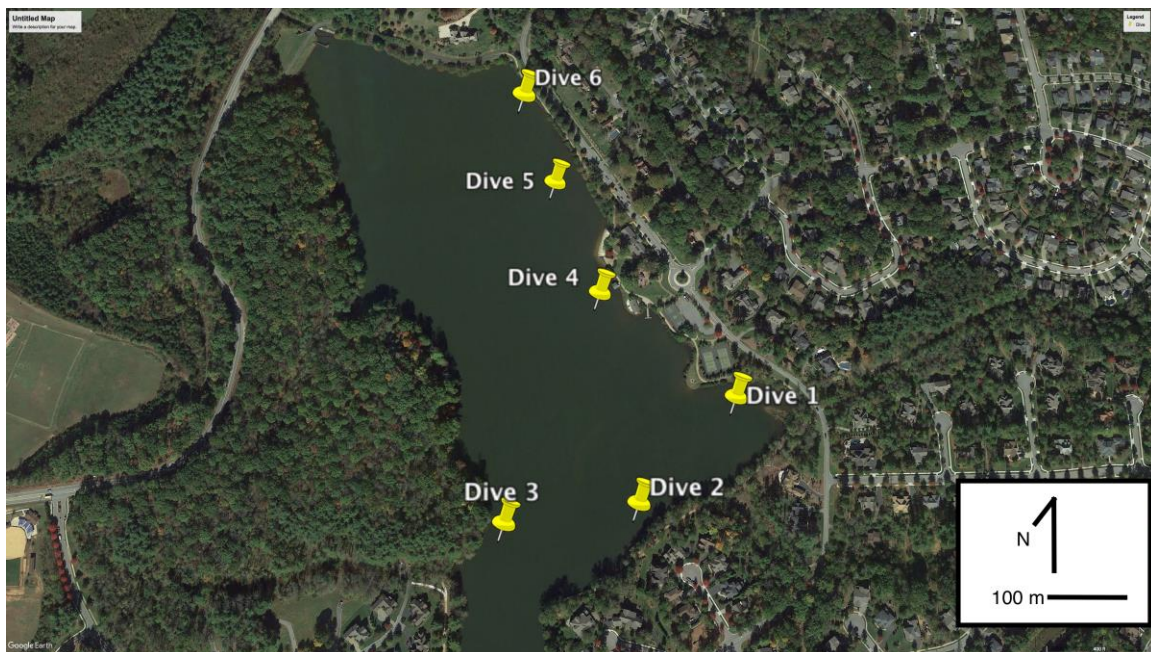 Untitled Map
Write a description for your map.
Legend
Dive
Dive 6
Dive 5
Dive 4
Dive 1
Dive 2
Dive 3
N
100 m
Google Earth